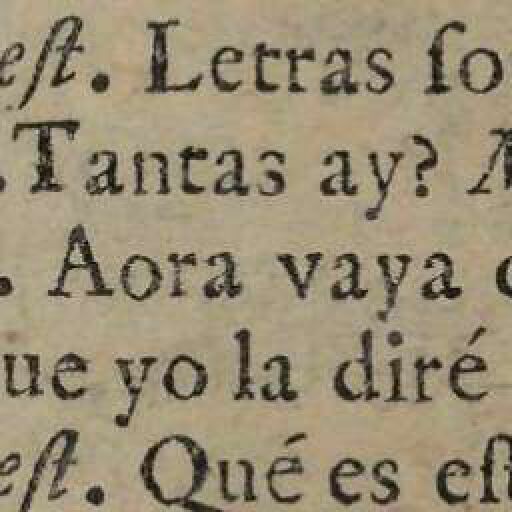 eſt. Letras ſo
. Tantas ay?
. Aora vaya
ue yo la diré
eſt. Qué es eſt